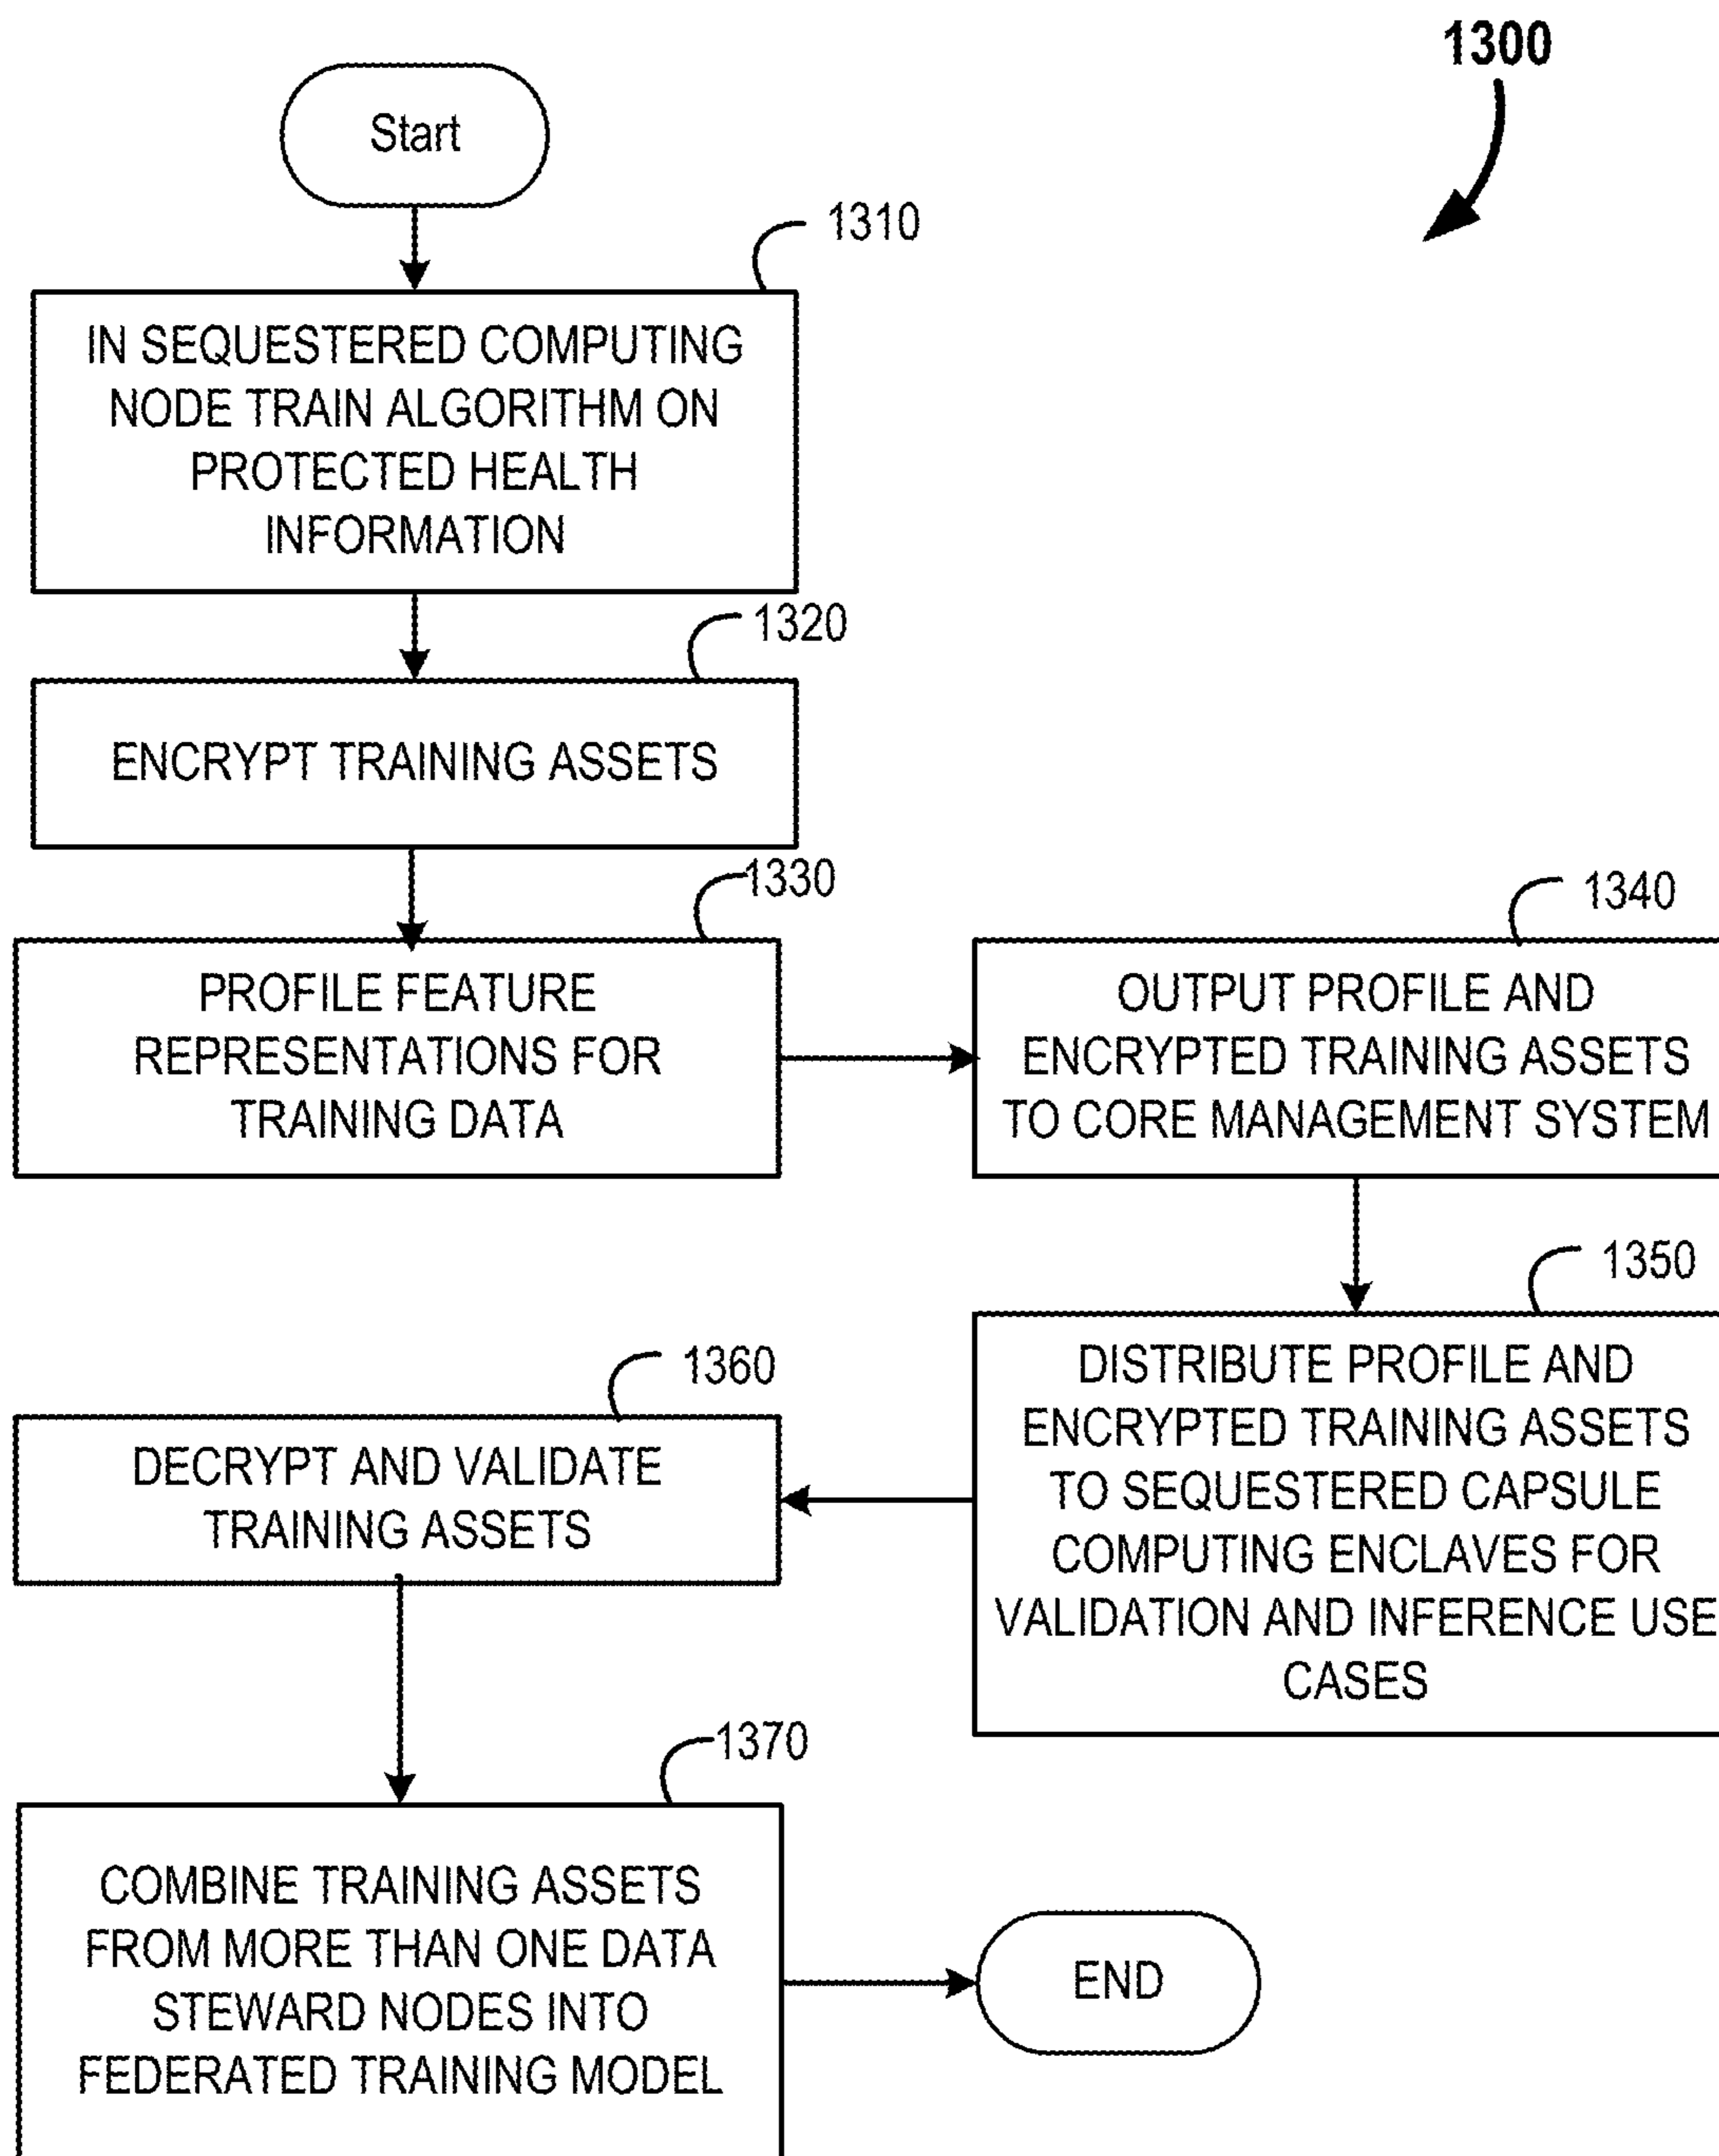 1300
Start
1310
IN SEQUESTERED COMPUTING
NODE TRAIN ALGORITHM ON
PROTECTED HEALTH
INFORMATION
1320
ENCRYPT TRAINING ASSETS
1330
PROFILE FEATURE
REPRESENTATIONS FOR
TRAINING DATA
1340
OUTPUT PROFILE AND
ENCRYPTED TRAINING ASSETS
TO CORE MANAGEMENT SYSTEM
1350
DISTRIBUTE PROFILE AND
ENCRYPTED TRAINING ASSETS
TO SEQUESTERED CAPSULE
COMPUTING ENCLAVES FOR
VALIDATION AND INFERENCE USE
CASES
1360
DECRYPT AND VALIDATE
TRAINING ASSETS
1370
COMBINE TRAINING ASSETS
FROM MORE THAN ONE DATA
STEWARD NODES INTO
FEDERATED TRAINING MODEL
END